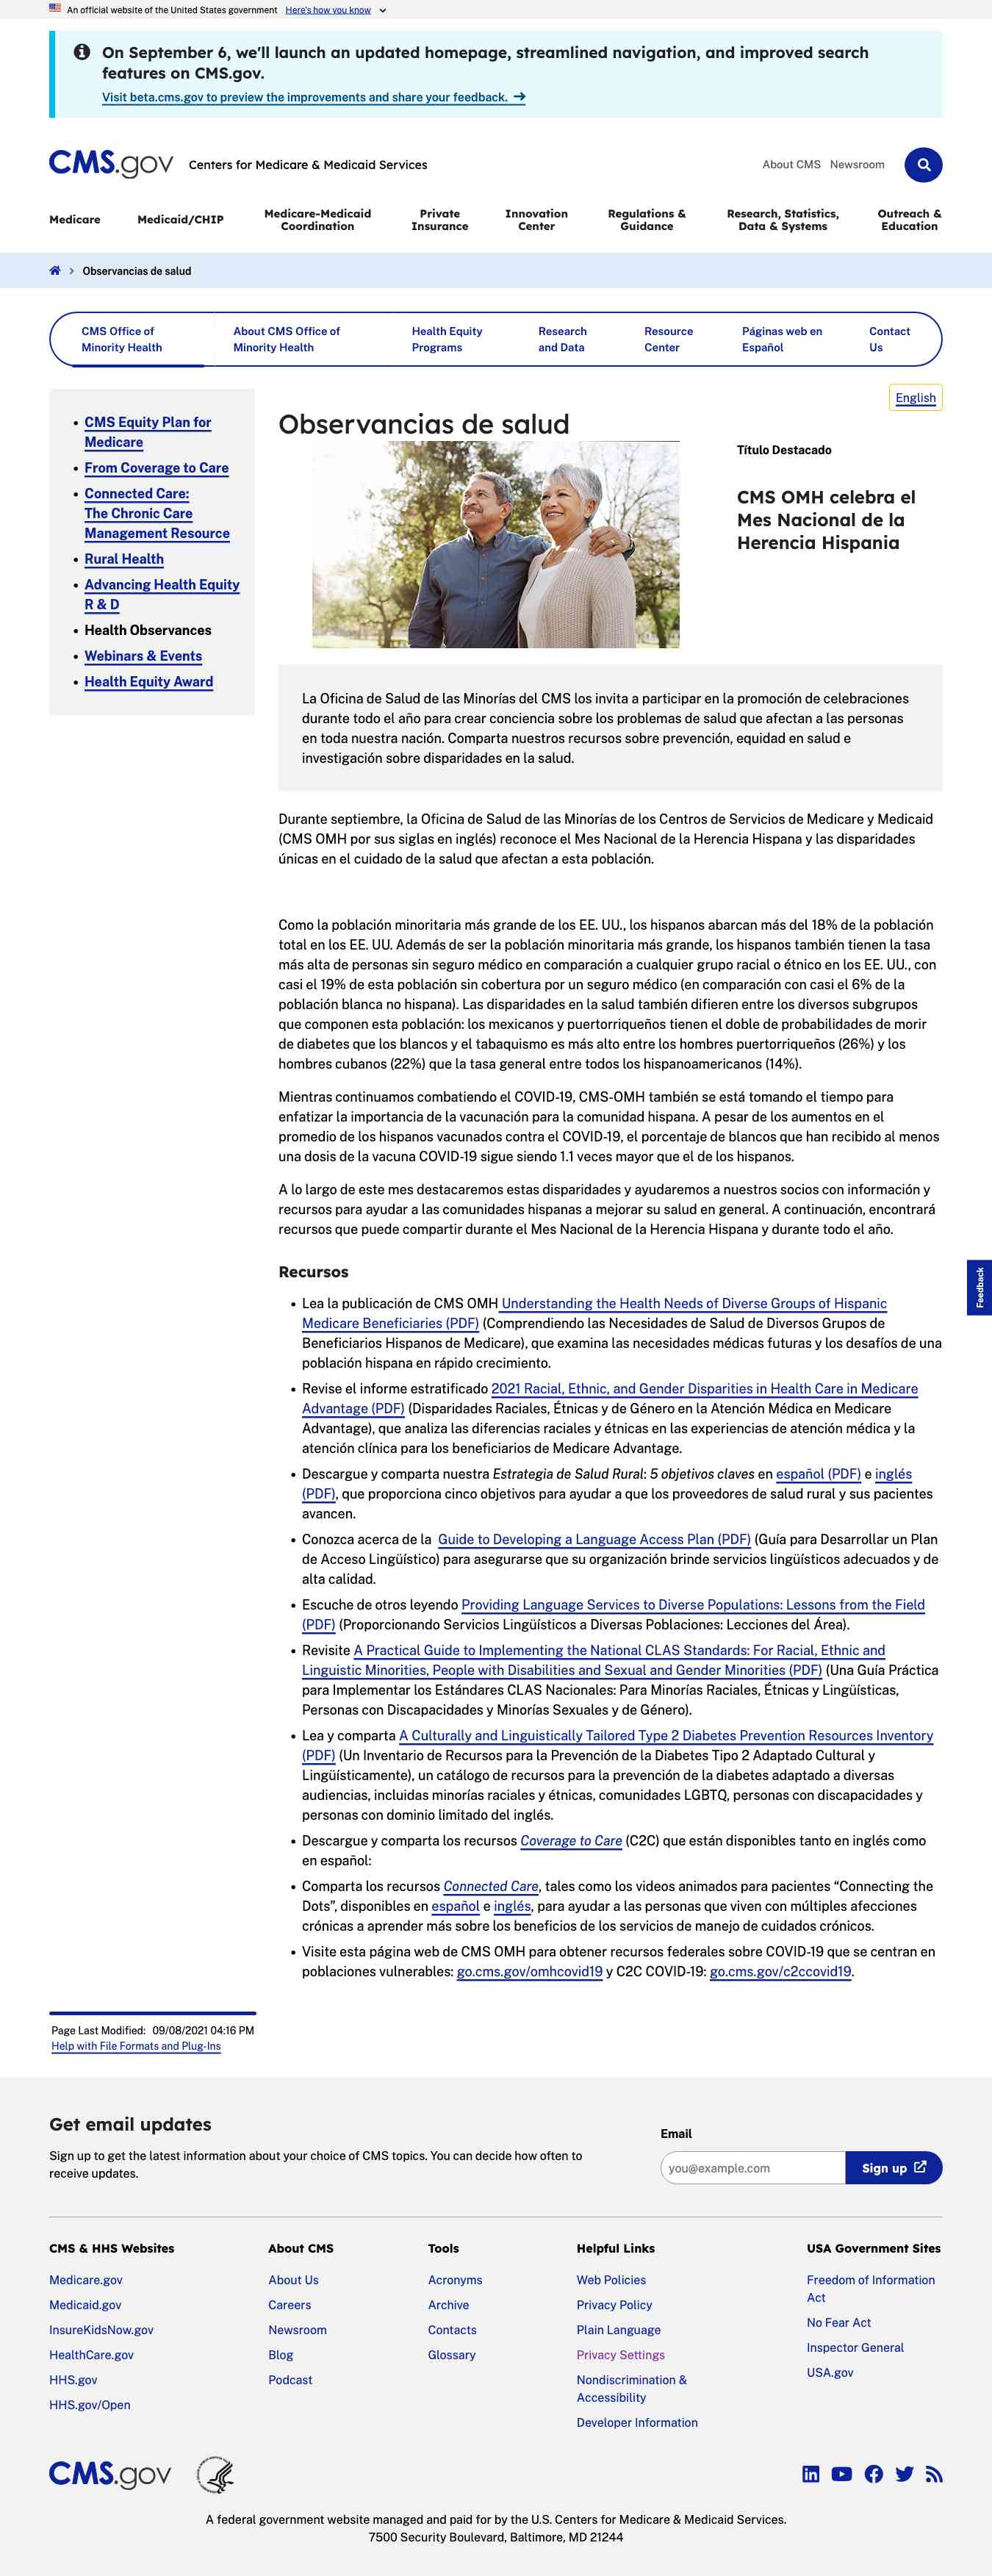 An official website of the United States government Here's how you know
On September 6, we'll launch an updated homepage, streamlined navigation, and improved search
features on CMS.gov.
Visit beta.cms.gov to preview the improvements and share your feedback.
CMS.gov Centers for Medicare & Medicaid Services
About CMS Newsroom
Medicare
Medicaid/CHIP
Medicare-Medicaid
Coordination
Private
Insurance
Innovation
Center
Regulations &
Guidance
Research, Statistics,
Data & Systems
Outreach &
Education
Observancias de salud
CMS Office of
Minority Health
About CMS Office of
Minority Health
Health Equity
Programs
Research
and Data
Resource
Center
Páginas web en
Español
Contact
Us
CMS Equity Plan for
Medicare
From Coverage to Care
Connected Care:
The Chronic Care
Management Resource
Rural Health
Advancing Health Equity
R & D
Health Observances
Webinars & Events
Health Equity Award
English
Observancias de salud
Título Destacado
CMS OMH celebra el
Mes Nacional de la
Herencia Hispania
La Oficina de Salud de las Minorías del CMS los invita a participar en la promoción de celebraciones
durante todo el año para crear conciencia sobre los problemas de salud que afectan a las personas
en toda nuestra nación. Comparta nuestros recursos sobre prevención, equidad en salud e
investigación sobre disparidades en la salud.
Durante septiembre, la Oficina de Salud de las Minorías de los Centros de Servicios de Medicare y Medicaid
(CMS OMH por sus siglas en inglés) reconoce el Mes Nacional de la Herencia Hispana y las disparidades
únicas en el cuidado de la salud que afectan a esta población.
Como la población minoritaria más grande de los EE. UU., los hispanos abarcan más del 18% de la población
total en los EE. UU. Además de ser la población minoritaria más grande, los hispanos también tienen la tasa
más alta de personas sin seguro médico en comparación a cualquier grupo racial o étnico en los EE. UU., con
casi el 19% de esta población sin cobertura por un seguro médico (en comparación con casi el 6% de la
población blanca no hispana). Las disparidades en la salud también difieren entre los diversos subgrupos
que componen esta población: los mexicanos y puertorriqueños tienen el doble de probabilidades de morir
de diabetes que los blancos y el tabaquismo es más alto entre los hombres puertorriqueños (26%) y los
hombres cubanos (22%) que la tasa general entre todos los hispanoamericanos (14%).
Mientras continuamos combatiendo el COVID-19, CMS-OMH también se está tomando el tiempo para
enfatizar la importancia de la vacunación para la comunidad hispana. A pesar de los aumentos en el
promedio de los hispanos vacunados contra el COVID-19, el porcentaje de blancos que han recibido al menos
una dosis de la vacuna COVID-19 sigue siendo 1.1 veces mayor que el de los hispanos.
A lo largo de este mes destacaremos estas disparidades y ayudaremos a nuestros socios con información y
recursos para ayudar a las comunidades hispanas a mejorar su salud en general. A continuación, encontrará
recursos que puede compartir durante el Mes Nacional de la Herencia Hispana y durante todo el año.
Feedback
Recursos
Lea la publicación de CMS OMH Understanding the Health Needs of Diverse Groups of Hispanic
Medicare Beneficiaries (PDF) (Comprendiendo las Necesidades de Salud de Diversos Grupos de
Beneficiarios Hispanos de Medicare), que examina las necesidades médicas futuras y los desafíos de una
población hispana en rápido crecimiento.
Revise el informe estratificado 2021 Racial, Ethnic, and Gender Disparities in Health Care in Medicare
Advantage (PDF) (Disparidades Raciales, Étnicas y de Género en la Atención Médica en Medicare
Advantage), que analiza las diferencias raciales y étnicas en las experiencias de atención médica y la
atención clínica para los beneficiarios de Medicare Advantage.
Descargue y comparta nuestra Estrategia de Salud Rural: 5 objetivos claves en español (PDF) e inglés
(PDF), que proporciona cinco objetivos para ayudar a que los proveedores de salud rural y sus pacientes
avancen.
Conozca acerca de la Guide to Developing a Language Access Plan (PDF) (Guía para Desarrollar un Plan
de Acceso Lingüístico) para asegurarse que su organización brinde servicios lingüísticos adecuados y de
alta calidad.
Escuche de otros leyendo Providing Language Services to Diverse Populations: Lessons from the Field
(PDF) (Proporcionando Servicios Lingüísticos a Diversas Poblaciones: Lecciones del Área).
Revisite A Practical Guide to Implementing the National CLAS Standards: For Racial, Ethnic and
Linguistic Minorities, People with Disabilities and Sexual and Gender Minorities (PDF) (Una Guía Práctica
para Implementar los Estándares CLAS Nacionales: Para Minorías Raciales, Étnicas y Lingüísticas,
Personas con Discapacidades y Minorías Sexuales y de Género).
Lea y comparta A Culturally and Linguistically Tailored Type 2 Diabetes Prevention Resources Inventory
(PDF) (Un Inventario de Recursos para la Prevención de la Diabetes Tipo 2 Adaptado Cultural y
Lingüísticamente), un catálogo de recursos para la prevención de la diabetes adaptado a diversas
audiencias, incluidas minorías raciales y étnicas, comunidades LGBTQ, personas con discapacidades y
personas con dominio limitado del inglés.
Descargue y comparta los recursos Coverage to Care (C2C) que están disponibles tanto en inglés como
en español:
Comparta los recursos Connected Care, tales como los videos animados para pacientes “Connecting the
Dots”, disponibles en español e inglés, para ayudar a las personas que viven con múltiples afecciones
crónicas a aprender más sobre los beneficios de los servicios de manejo de cuidados crónicos.
Visite esta página web de CMS OMH para obtener recursos federales sobre COVID-19 que se centran en
poblaciones vulnerables: go.cms.gov/omhcovid19 y C2C COVID-19: go.cms.gov/c2ccovid19.
Page Last Modified: 09/08/2021 04:16 PM
Help with File Formats and Plug-Ins
Get email updates
Sign up to get the latest information about your choice of CMS topics. You can decide how often to
receive updates.
Email
you@example.com
Sign up
CMS & HHS Websites
Medicare.gov
Medicaid.gov
InsureKidsNow.gov
HealthCare.gov
HHS.gov
HHS.gov/Open
About CMS
About Us
Careers
Newsroom
Blog
Podcast
Tools
Acronyms
Archive
Contacts
Glossary
Helpful Links
Web Policies
Privacy Policy
Plain Language
Privacy Settings
Nondiscrimination &
Accessibility
Developer Information
USA Government Sites
Freedom of Information
Act
No Fear Act
Inspector General
USA.gov
CMS.gov
A federal government website managed and paid for by the U.S. Centers for Medicare & Medicaid Services.
7500 Security Boulevard, Baltimore, MD 21244